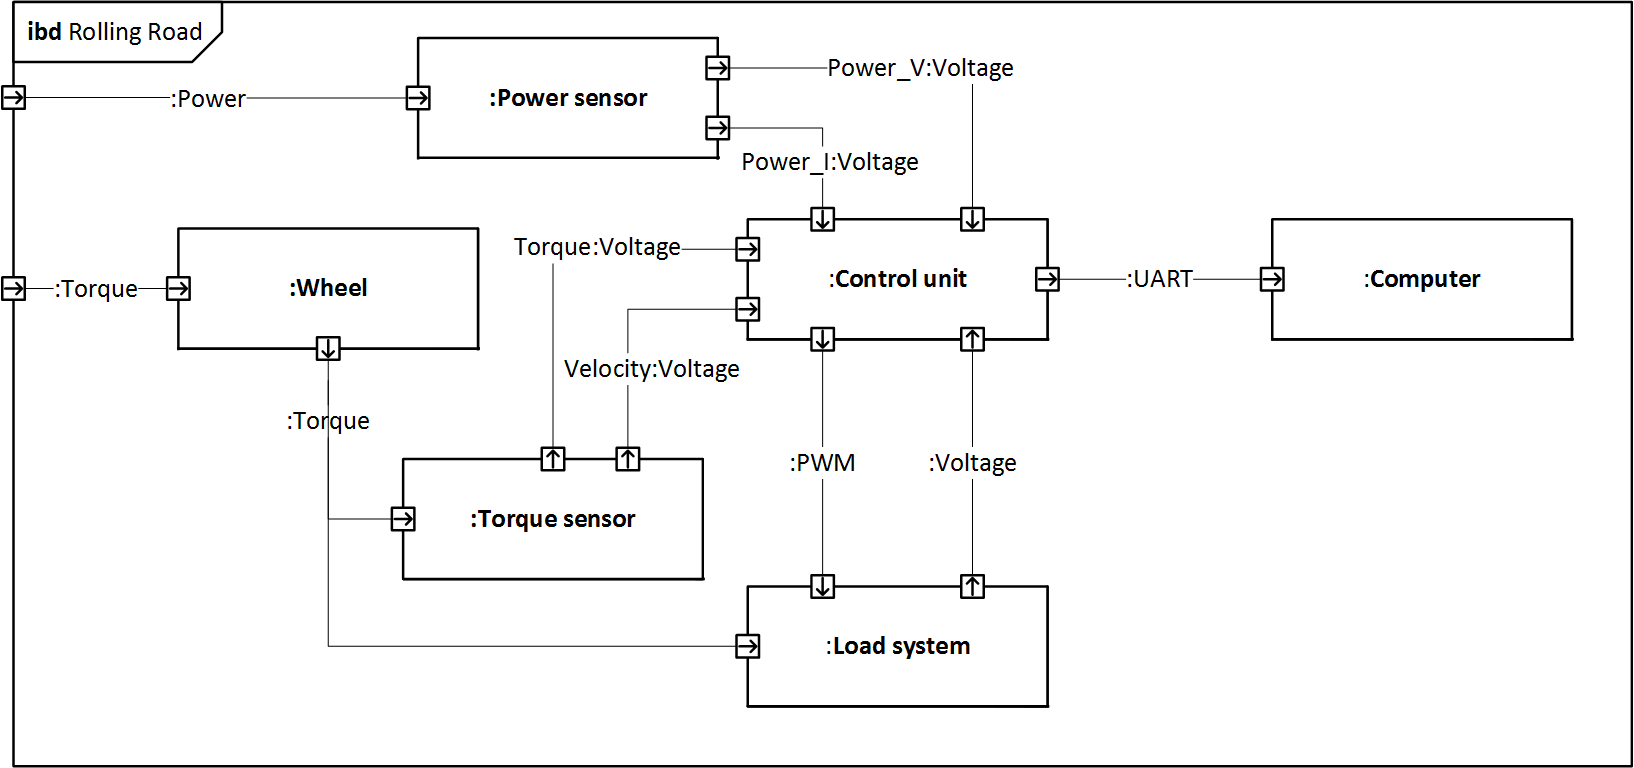 ibd Rolling Road
Power_V:Voltage
:Power
:Power sensor
Power_I:Voltage
Torque:Voltage
:Control unit
:UART
:Computer
:Torque
:Wheel
Velocity:Voltage
:Torque
:PWM
:Voltage
:Torque sensor
:Load system